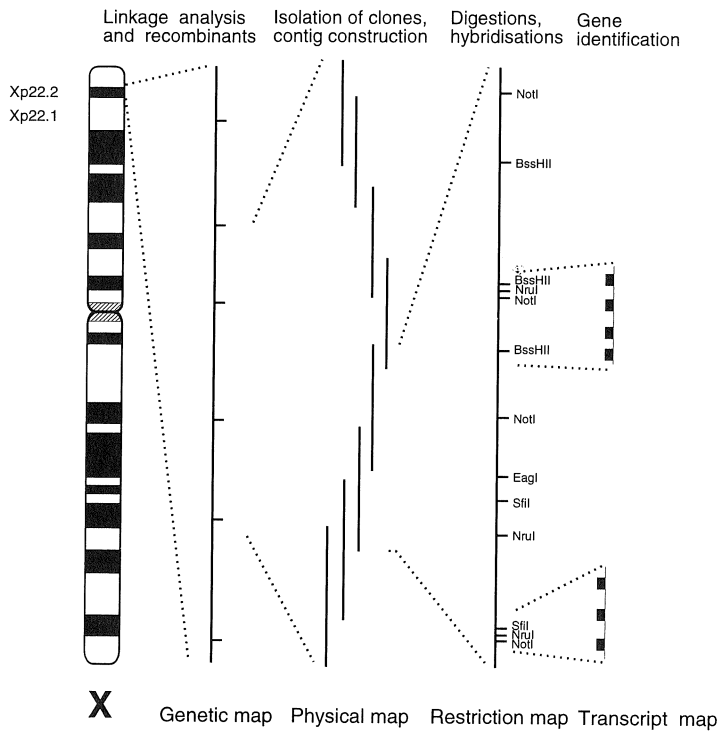 Linkage analysis
and recombinants
Isolation of clones,
contig construction
Digestions,
hybridisations
Gene
identification
Xp22.2
Xp22.1
NotI
BssHII
BssHII
NruI
NotI
BssHII
NotI
EagI
SfiI
NruI
SfiI
NruI
NotI
X
Genetic map
Physical map
Restriction map
Transcript map